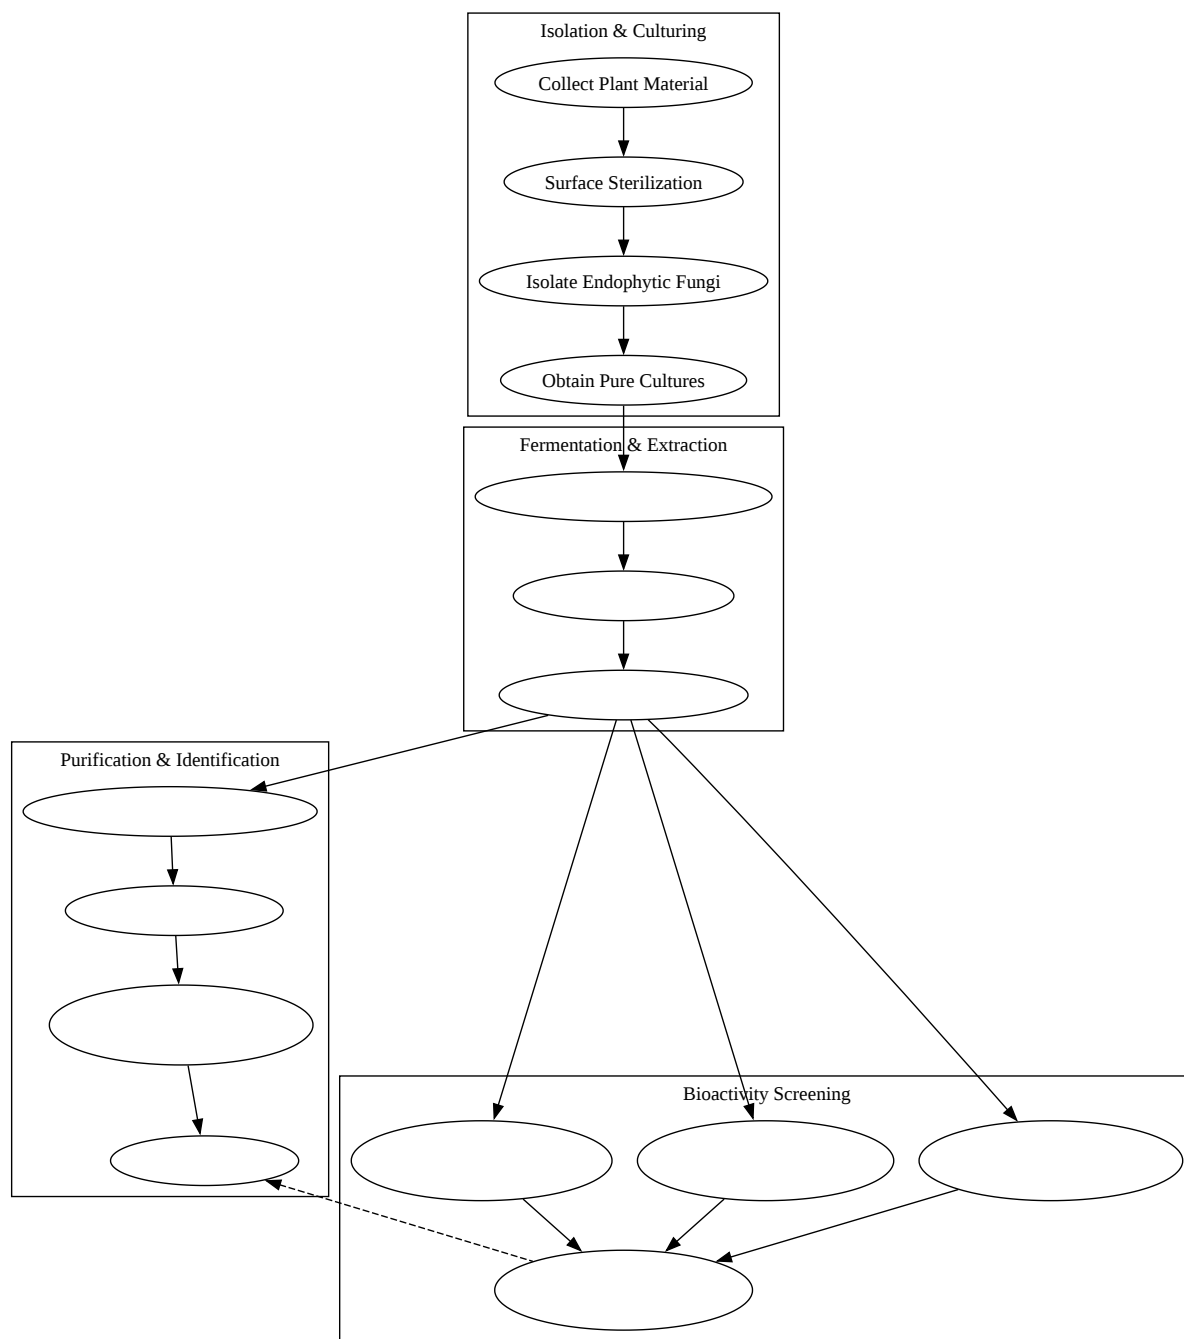 Isolation & Culturing
Collect Plant Material
Surface Sterilization
Isolate Endophytic Fungi
Obtain Pure Cultures
Fermentation & Extraction
Purification & Identification
Bioactivity Screening